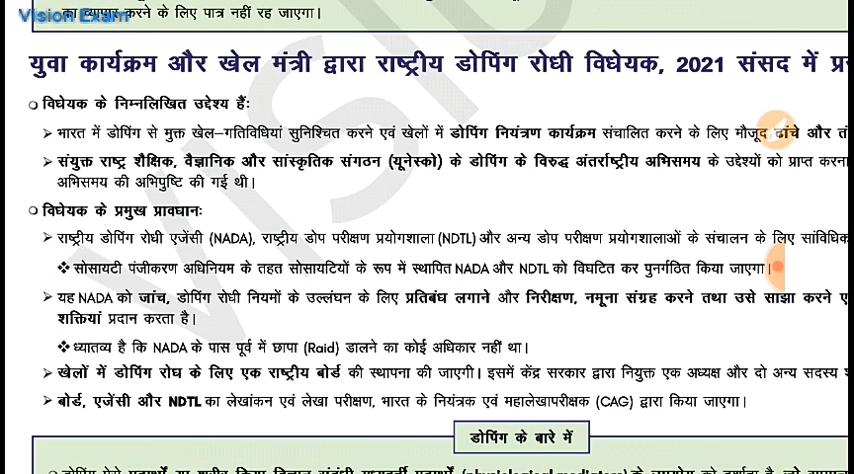 का व्यापार करने के लिए पात्र नहीं रह जाएगा।
Vision Exam
युवा कार्यक्रम और खेल मंत्री द्वारा राष्ट्रीय डोपिंग रोधी विधेयक, 2021 संसद में
विधेयक के निम्नलिखित उद्देश्य हैं:
भारत में डोपिंग से मुक्त खेल–गतिविधियां सुनिश्चित करने एवं खेलों में डोपिंग नियंत्रण कार्यक्रम संचालित करने के लिए मौजूद ढांचे और
संयुक्त राष्ट्र शैक्षिक, वैज्ञानिक और सांस्कृतिक संगठन (यूनेस्को) के डोपिंग के विरुद्ध अंतर्राष्ट्रीय अभिसमय के उद्देश्यों को प्राप्त करना
अभिसमय की अभिपुष्टि की गई थी।
विधेयक के प्रमुख प्रावधानः
राष्ट्रीय डोपिंग रोधी एजेंसी (NADA), राष्ट्रीय डोप परीक्षण प्रयोगशाला (NDTL) और अन्य डोप परीक्षण प्रयोगशालाओं के संचालन के लिए सांविधिक
❖ सोसायटी पंजीकरण अधिनियम के तहत सोसायटियों के रूप में स्थापित NADA और NDTL को विघटित कर पुनर्गठित किया जाएगा।
यह NADA को जांच, डोपिंग रोधी नियमों के उल्लंघन के लिए प्रतिबंध लगाने और निरीक्षण, नमूना संग्रह करने तथा उसे साझा करने
शक्तियां प्रदान करता है।
❖ ध्यातव्य है कि NADA के पास पूर्व में छापा (Raid) डालने का कोई अधिकार नहीं था।
खेलों में डोपिंग रोध के लिए एक राष्ट्रीय बोर्ड की स्थापना की जाएगी। इसमें केंद्र सरकार द्वारा नियुक्त एक अध्यक्ष और दो अन्य सदस्य
बोर्ड, एजेंसी और NDTL का लेखांकन एवं लेखा परीक्षण, भारत के नियंत्रक एवं महालेखापरीक्षक (CAG) द्वारा किया जाएगा।
डोपिंग के बारे में